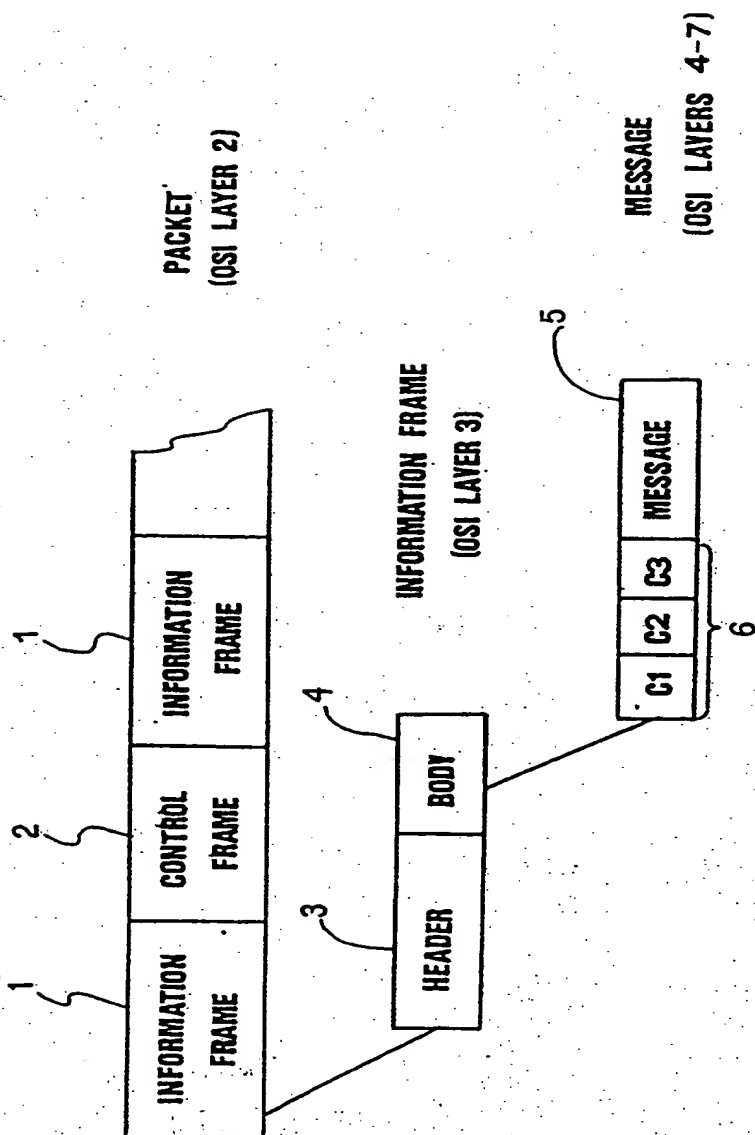 1
2
1
INFORMATION
FRAME
CONTROL
FRAME
INFORMATION
FRAME
PACKET
(OSI LAYER 2)
3
4
HEADER
BODY
INFORMATION FRAME
(OSI LAYER 3)
5
C1
C2
C3
MESSAGE
6
MESSAGE
(OSI LAYERS 4-7)